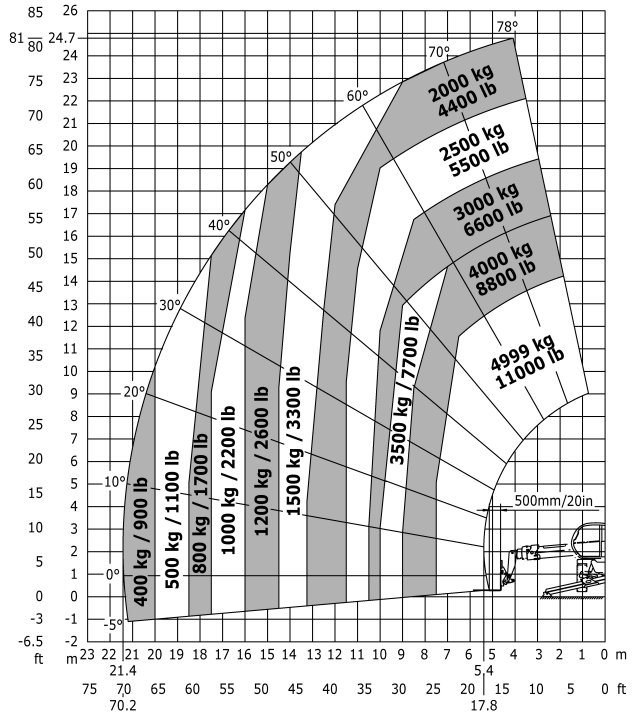 85 26
81 24.7 78°
80
24 70°
75 23
22 60°
70 21
20
65 19 50°
60 18
17
55 16 40°
50 15
14
45 13 30°
40 12
11
35 10
30 9 20°
8
25 7
20 6
5 10°
15 4
10 3
2
5 1
0 0 0°
-3 -1 -5°
-6.5 -2
ft m
2000 kg
4400 lb
2500 kg
5500 lb
3000 kg
6600 lb
4000 kg
8800 lb
4999 kg
11000 lb
400 kg / 900 lb
500 kg / 1100 lb
800 kg / 1700 lb
1000 kg / 2200 lb
1200 kg / 2600 lb
1500 kg / 3300 lb
3500 kg / 7700 lb
500mm/20in
23 22 21 20 19 18 17 16 15 14 13 12 11 10 9 8 7 6 5 4 3 2 1 0 m
21.4 5.4
75 70 65 60 55 50 45 40 35 30 25 20 15 10 5 0 ft
70.2 17.8